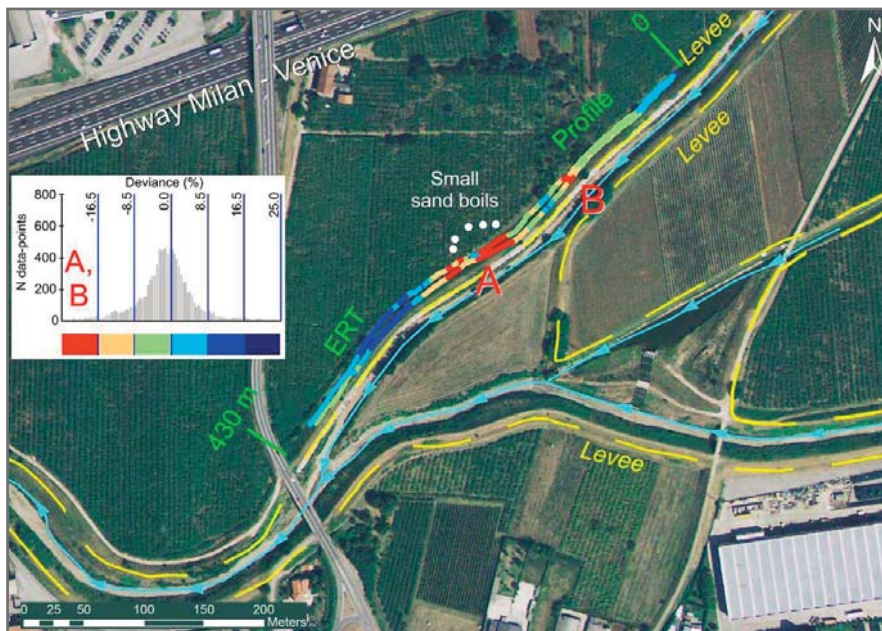 N
0
Levee
Highway Milan - Venice
Levee
Profile
Small
sand boils
Deviance (%)
-16.5
-8.5
0.0
8.5
16.5
25.0
800
600
400
200
0
N data-points
A,
B
B
A
ERT
430 m
Levee
0 25 50 100 150 200
Meters